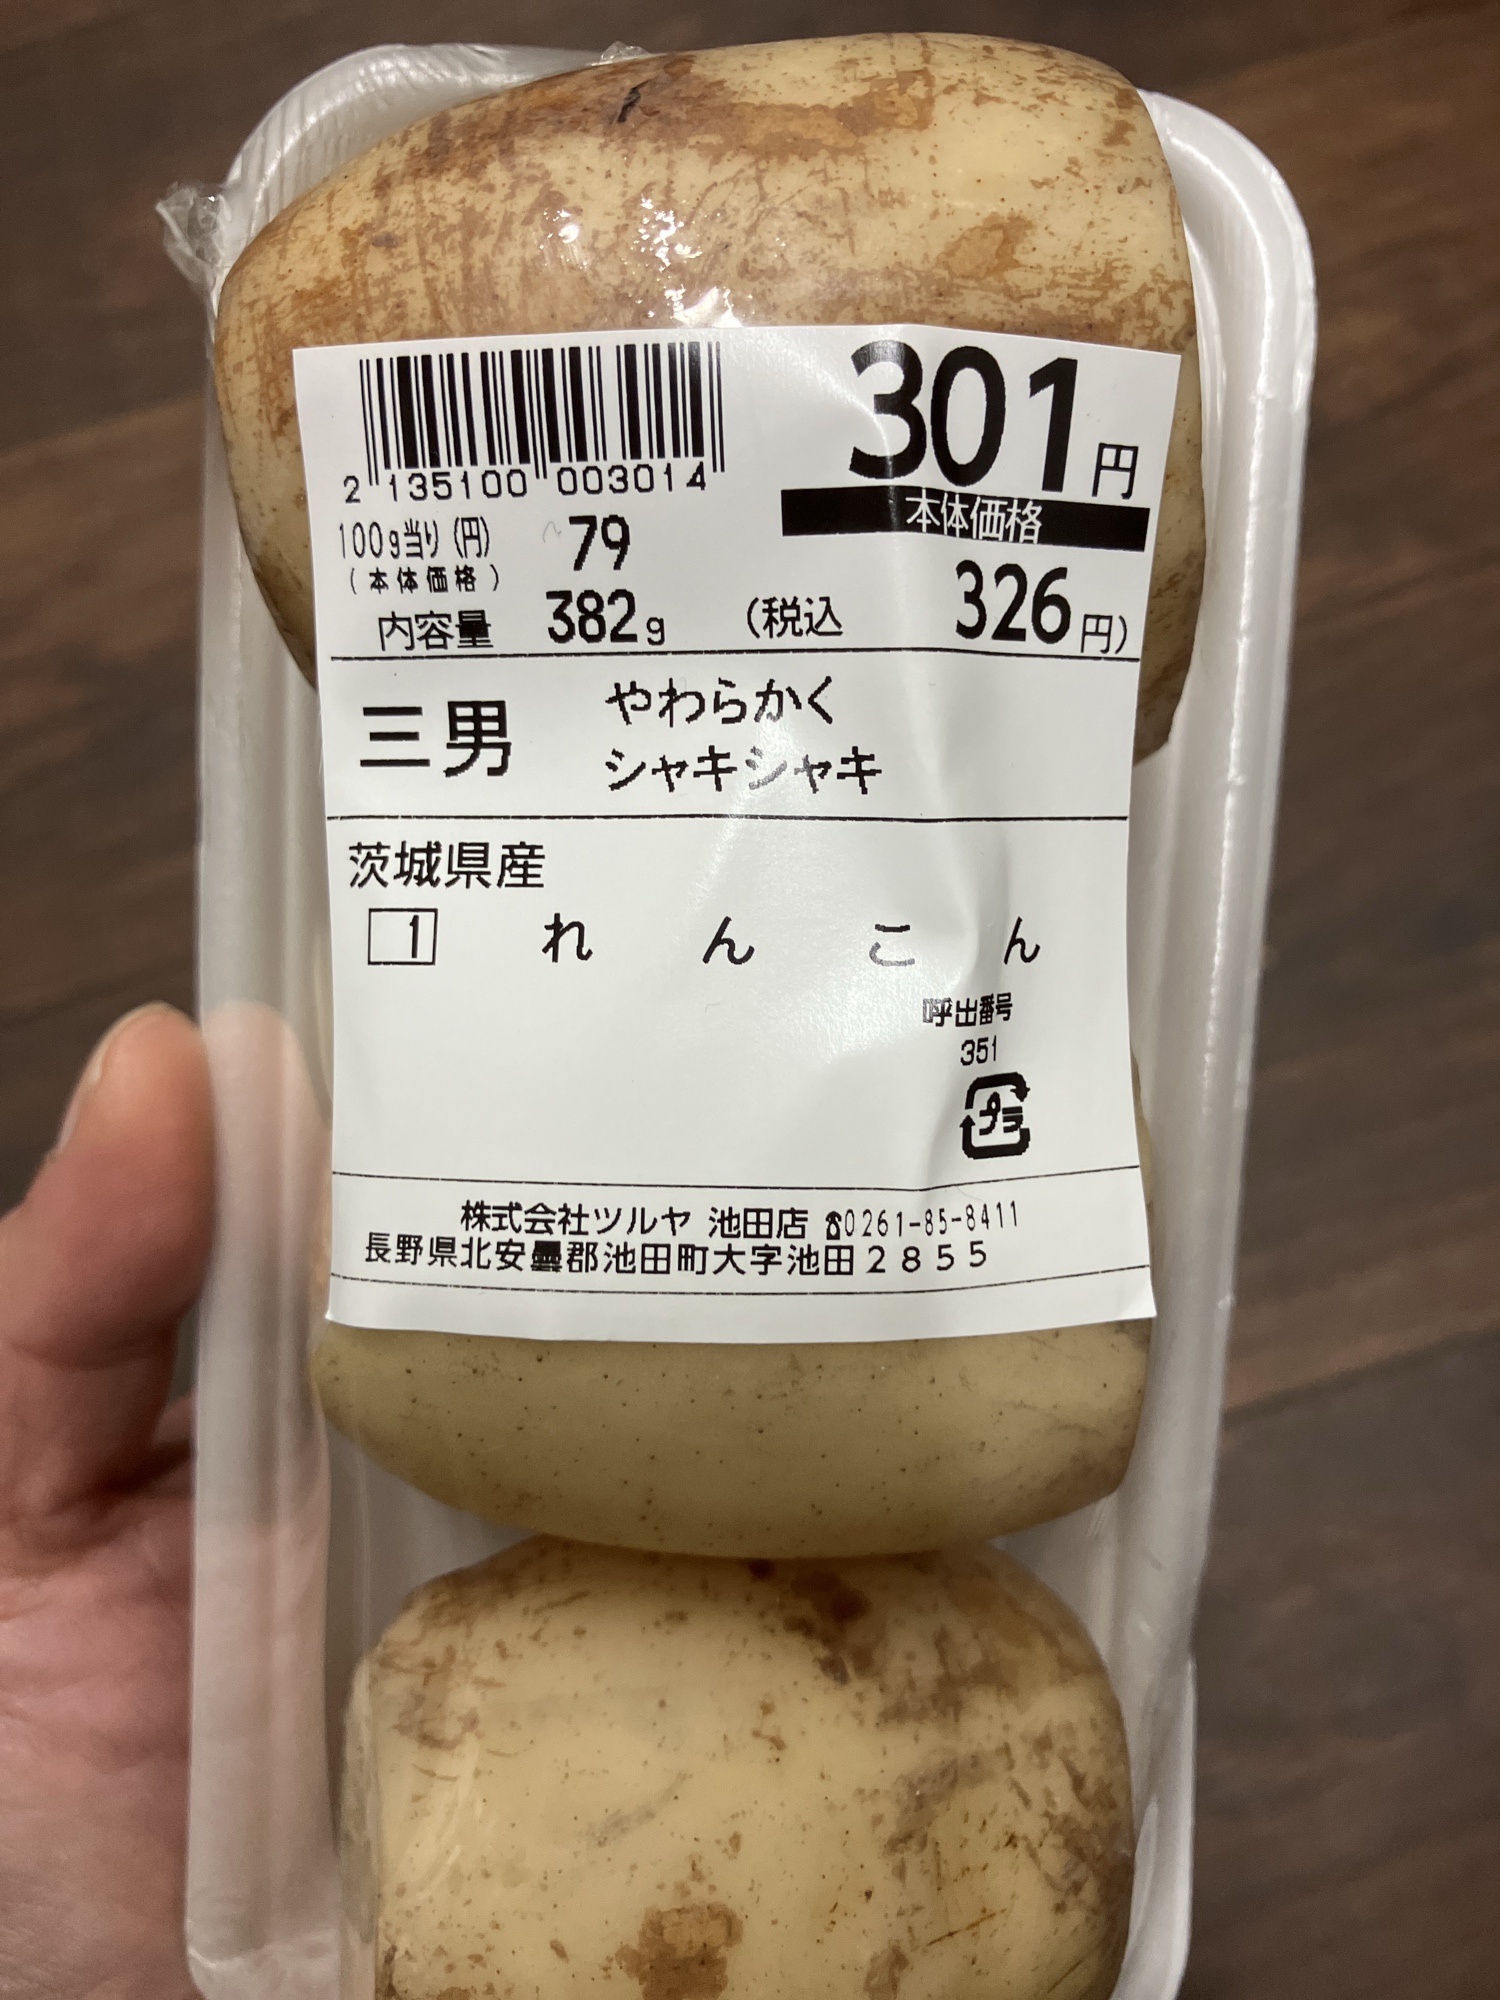 301円
本体価格
2 135100 003014
100g当り(円) 79
(本体価格)
内容量 382g (税込 326円)
三男 やわらかく
シャキシャキ
茨城県産
1 れんこん
呼出番号
351
プラ
株式会社ツルヤ 池田店 ☎0261-85-8411
長野県北安曇郡池田町大字池田2855